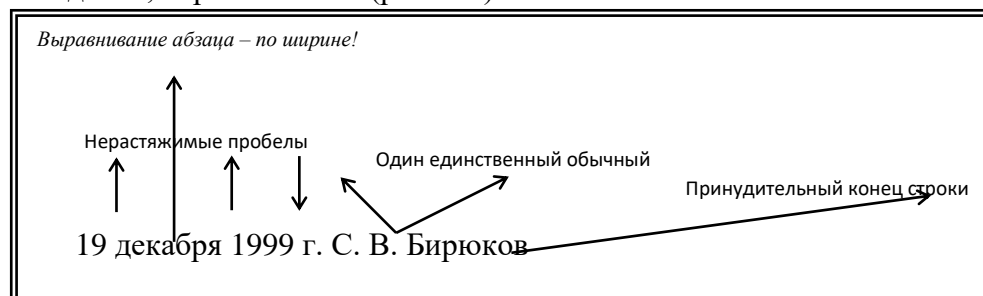 Выравнивание абзаца – по ширине!
Нерастяжимые пробелы
Один единственный обычный
Принудительный конец строки
19 декабря 1999 г. С. В. Бирюков